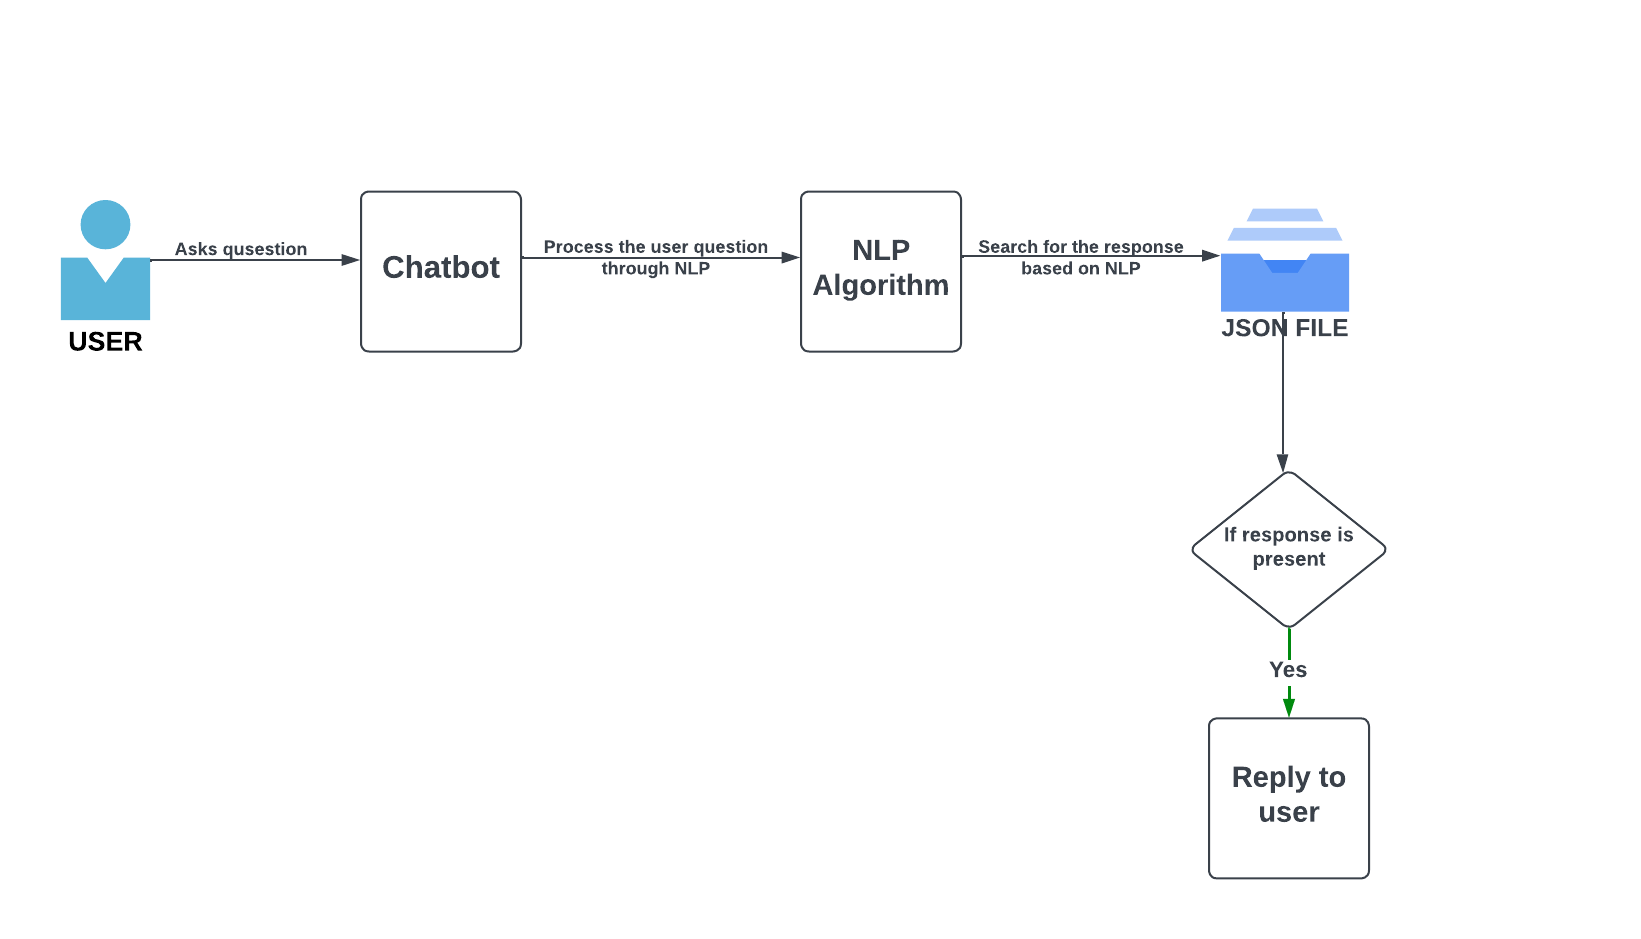 Asks qusestion
USER
Chatbot
Process the user question
through NLP
NLP
Algorithm
Search for the response
based on NLP
JSON FILE
If response is
present
Yes
Reply to
user